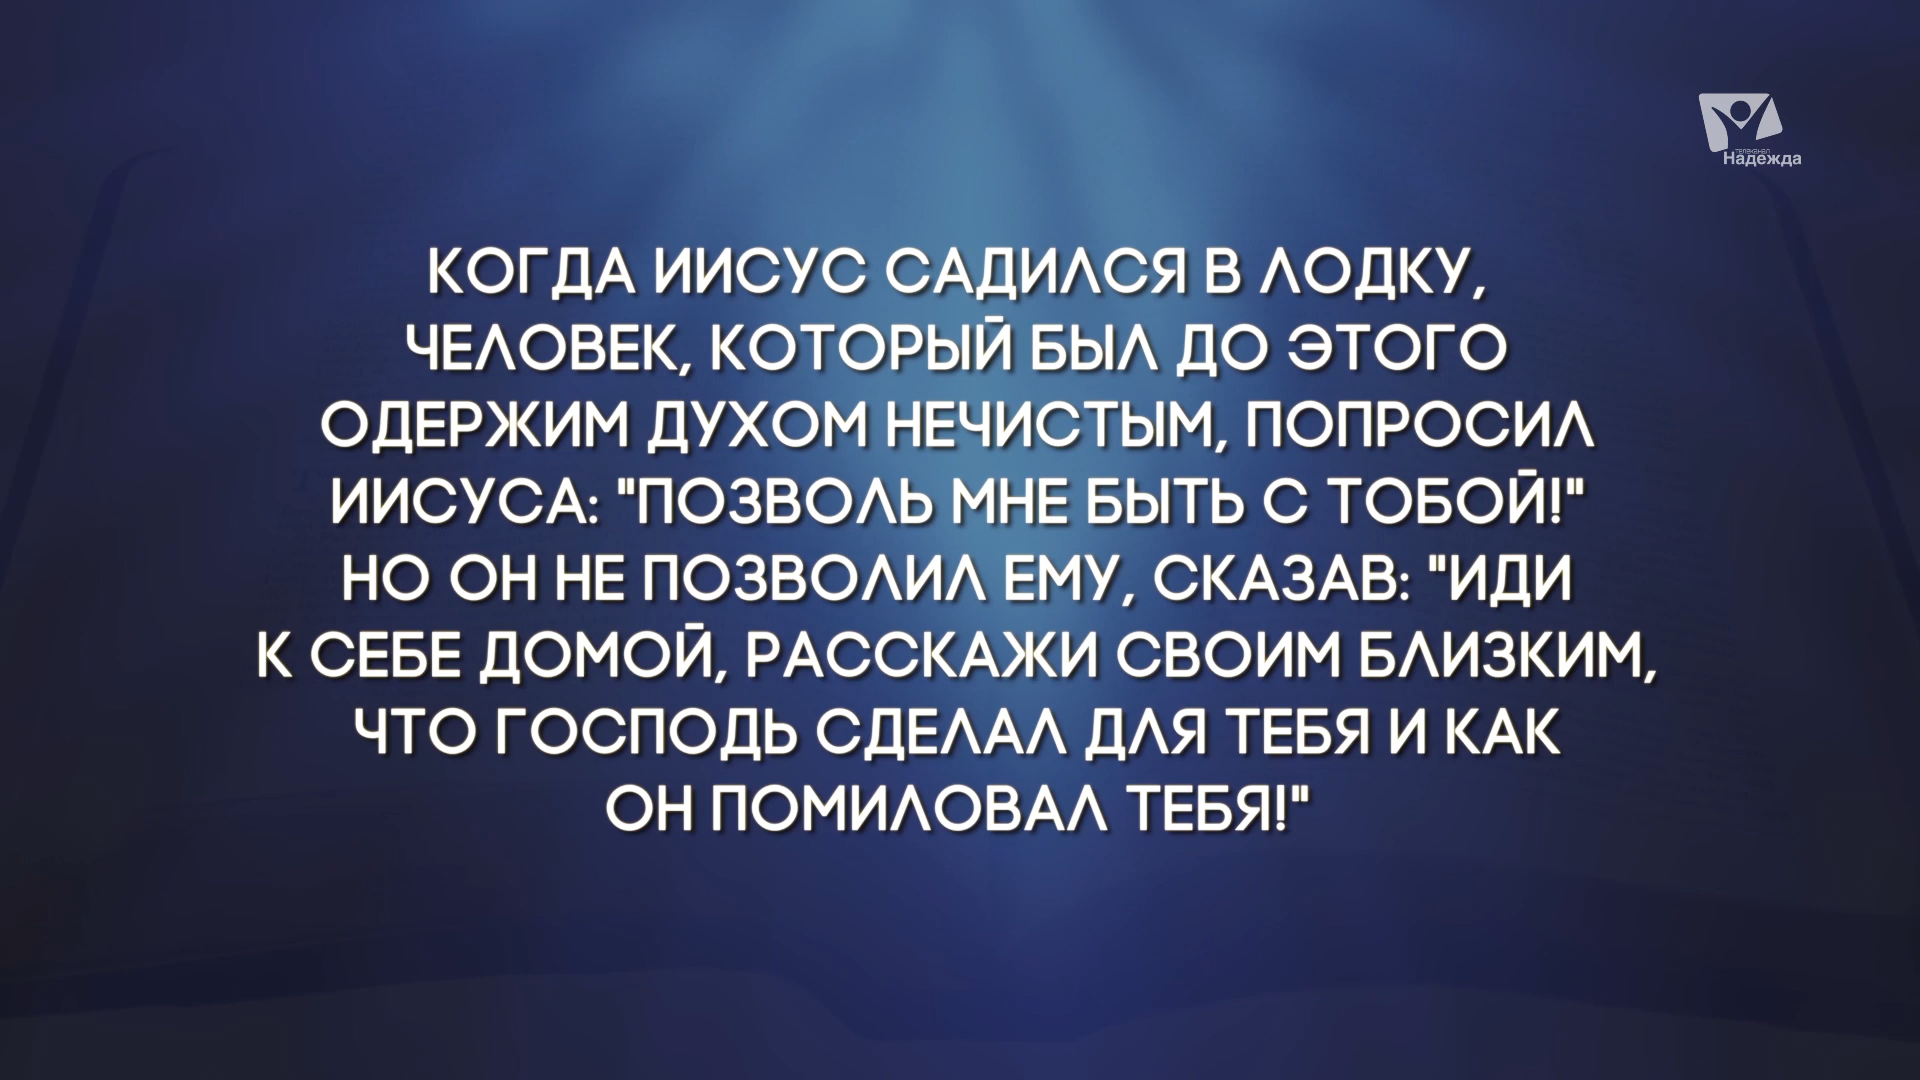 ТЕЛЕКАНАЛ
Надежда
КОГДА ИИСУС САДИЛСЯ В ЛОДКУ,
ЧЕЛОВЕК, КОТОРЫЙ БЫЛ ДО ЭТОГО
ОДЕРЖИМ ДУХОМ НЕЧИСТЫМ, ПОПРОСИЛ
ИИСУСА: "ПОЗВОЛЬ МНЕ БЫТЬ С ТОБОЙ!"
НО ОН НЕ ПОЗВОЛИЛ ЕМУ, СКАЗАВ: "ИДИ
К СЕБЕ ДОМОЙ, РАССКАЖИ СВОИМ БЛИЗКИМ,
ЧТО ГОСПОДЬ СДЕЛАЛ ДЛЯ ТЕБЯ И КАК
ОН ПОМИЛОВАЛ ТЕБЯ!"